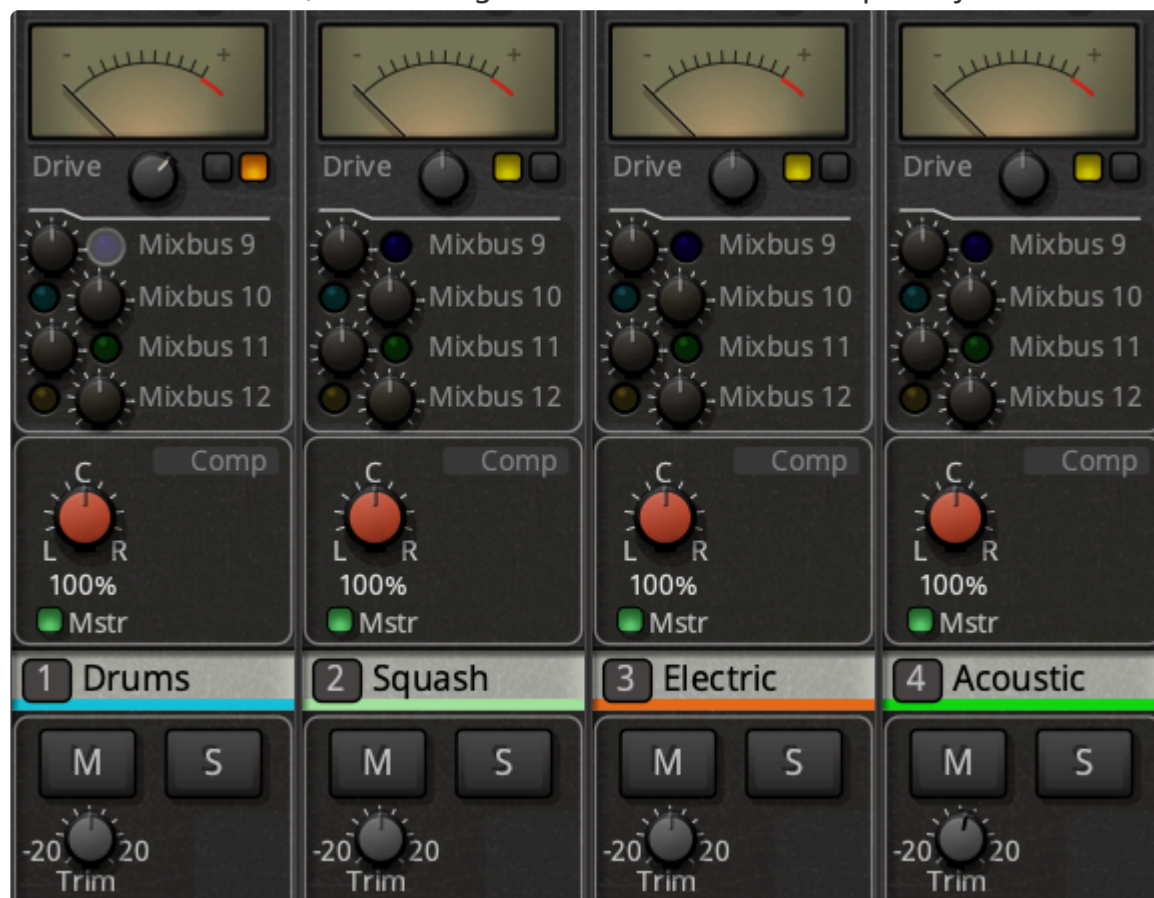 - + - + - + - +
Drive Drive Drive Drive
Mixbus 9 Mixbus 9 Mixbus 9 Mixbus 9
Mixbus 10 Mixbus 10 Mixbus 10 Mixbus 10
Mixbus 11 Mixbus 11 Mixbus 11 Mixbus 11
Mixbus 12 Mixbus 12 Mixbus 12 Mixbus 12
Comp Comp Comp Comp
C C C C
L R L R L R L R
100% 100% 100% 100%
Mstr Mstr Mstr Mstr
1 Drums 2 Squash 3 Electric 4 Acoustic
M S M S M S M S
-20 20 -20 20 -20 20 -20 20
Trim Trim Trim Trim